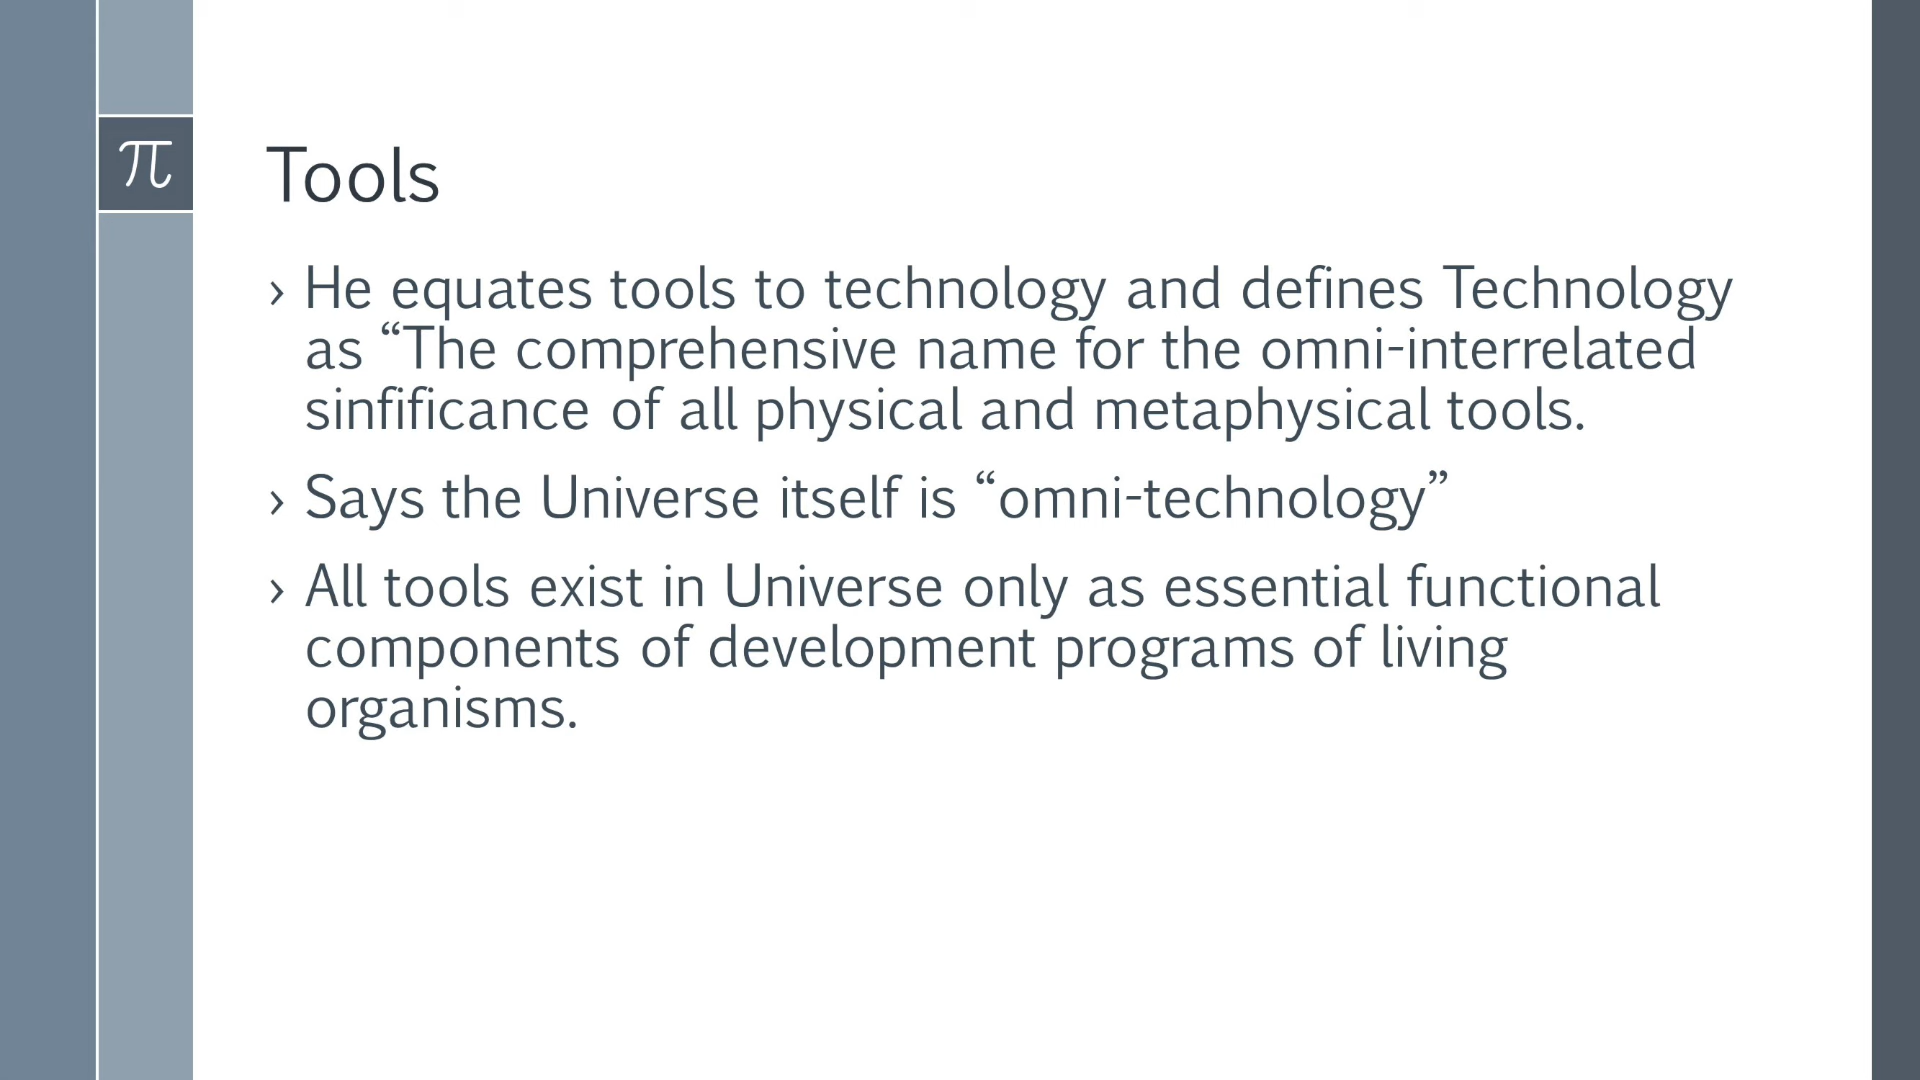 π
Tools
› He equates tools to technology and defines Technology
as “The comprehensive name for the omni-interrelated
sinfificance of all physical and metaphysical tools.
› Says the Universe itself is “omni-technology”
› All tools exist in Universe only as essential functional
components of development programs of living
organisms.